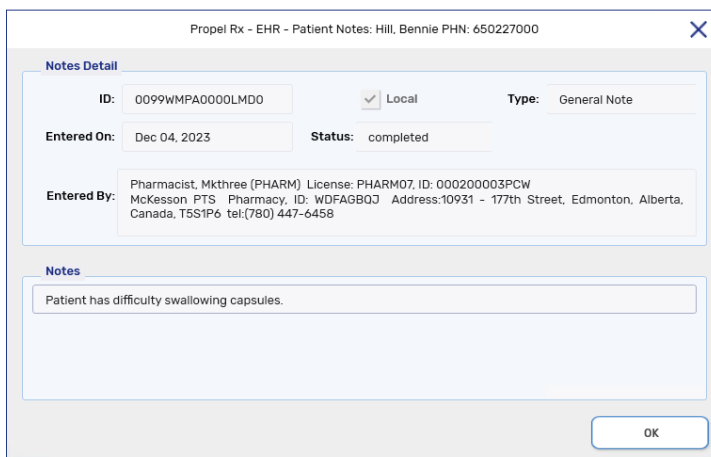 Propel Rx - EHR - Patient Notes: Hill, Bennie PHN: 650227000
Notes Detail
ID: 0099WMPA0000LMD0 Local Type: General Note
Entered On: Dec 04, 2023 Status: completed
Entered By: Pharmacist, Mkthree (PHARM) License: PHARM07, ID: 000200003PCW
McKesson PTS Pharmacy, ID: WDFAGBQJ Address:10931 - 177th Street, Edmonton, Alberta,
Canada, T5S1P6 tel:(780) 447-6458
Notes
Patient has difficulty swallowing capsules.
OK